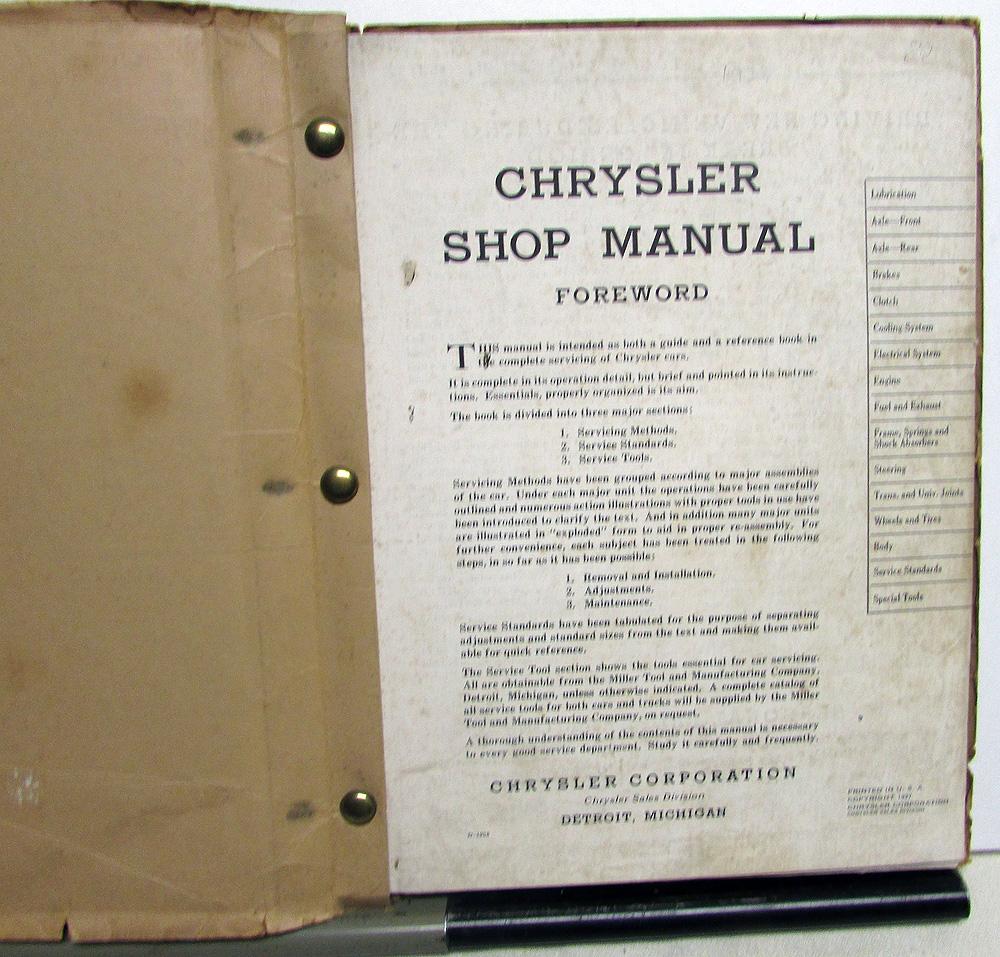 CHRYSLER
SHOP MANUAL
FOREWORD
THIS manual is intended as both a guide and a reference book in
the complete servicing of Chrysler cars.
It is complete in its operation detail, but brief and pointed in its instruc-
tions. Essentials, properly organized is its aim.
The book is divided into three major sections:
1. Servicing Methods.
2. Service Standards.
3. Service Tools.
Servicing Methods have been grouped according to major assemblies
of the car. Under each major unit the operations have been carefully
outlined and numerous action illustrations with proper tools in use have
been introduced to clarify the text. And in addition many major units
are illustrated in "exploded" form to aid in proper re-assembly. For
further convenience, each subject has been treated in the following
steps, in so far as it has been possible:
1. Removal and Installation.
2. Adjustments.
3. Maintenance.
Service Standards have been tabulated for the purpose of separating
adjustments and standard sizes from the text and making them avail-
able for quick reference.
The Service Tool section shows the tools essential for car servicing.
All are obtainable from the Miller Tool and Manufacturing Company,
Detroit, Michigan, unless otherwise indicated. A complete catalog of
all service tools for both cars and trucks will be supplied by the Miller
Tool and Manufacturing Company, on request.
A thorough understanding of the contents of this manual is necessary
to every good service department. Study it carefully and frequently.
CHRYSLER CORPORATION
Chrysler Sales Division
DETROIT, MICHIGAN
PRINTED IN U. S. A.
COPYRIGHT
CHRYSLER CORPORATION
CHRYSLER SALES DIVISION
Lubrication
Axle—Front
Axle—Rear
Brakes
Clutch
Cooling System
Electrical System
Engine
Fuel and Exhaust
Frame, Springs and
Shock Absorbers
Steering
Trans. and Univ. Joints
Wheels and Tires
Body
Service Standards
Special Tools